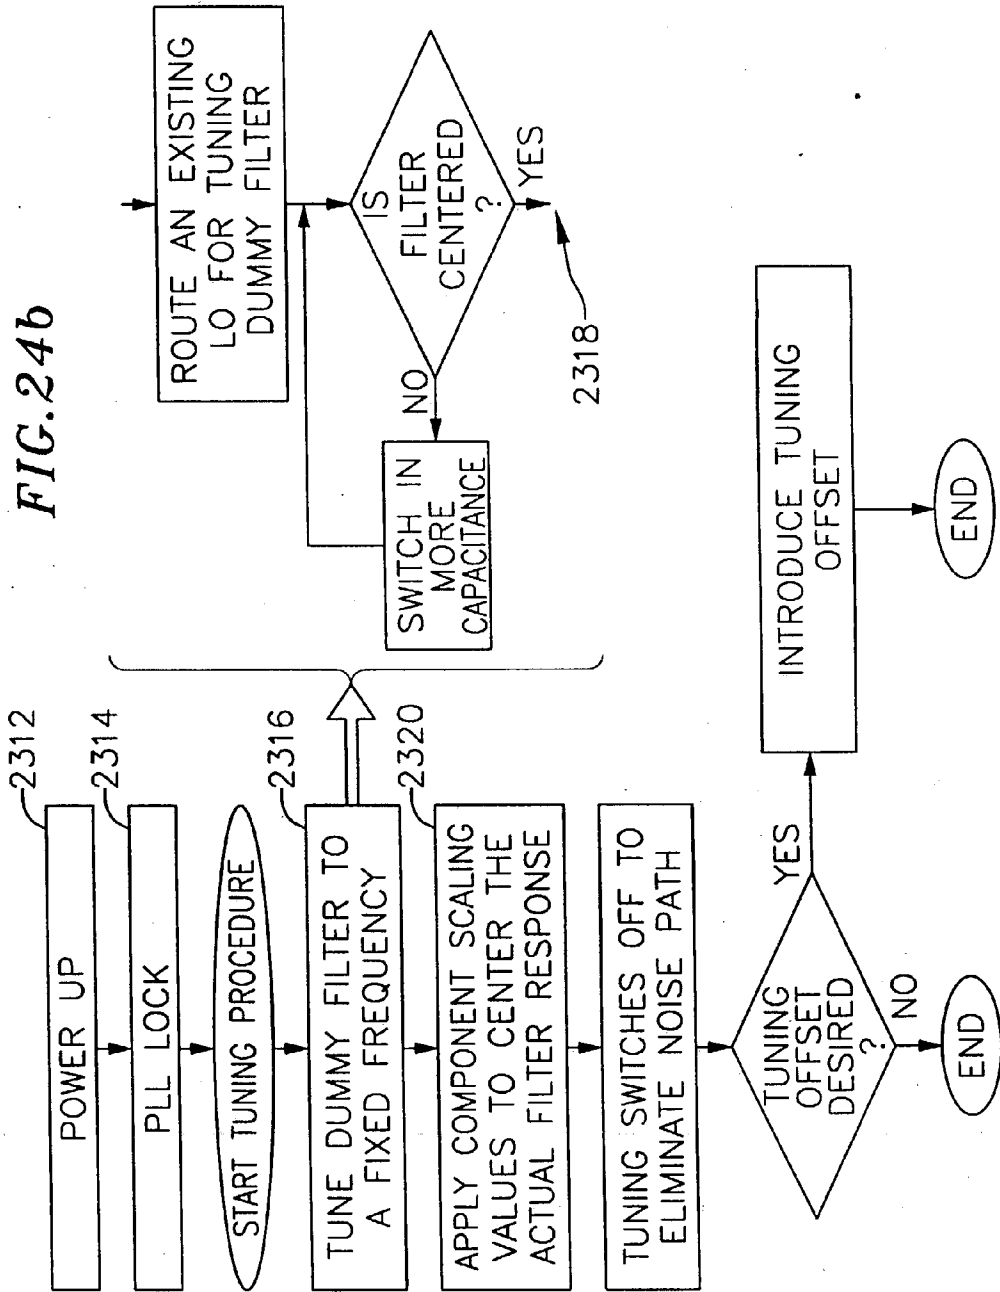 FIG.24b
POWER UP
2312
PLL LOCK
2314
START TUNING PROCEDURE
TUNE DUMMY FILTER TO
A FIXED FREQUENCY
2316
APPLY COMPONENT SCALING
VALUES TO CENTER THE
ACTUAL FILTER RESPONSE
2320
TUNING SWITCHES OFF TO
ELIMINATE NOISE PATH
TUNING
OFFSET
DESIRED
?
YES
NO
END
INTRODUCE TUNING
OFFSET
END
ROUTE AN EXISTING
LO FOR TUNING
DUMMY FILTER
IS
FILTER
CENTERED
?
NO
YES
SWITCH IN
MORE
CAPACITANCE
2318